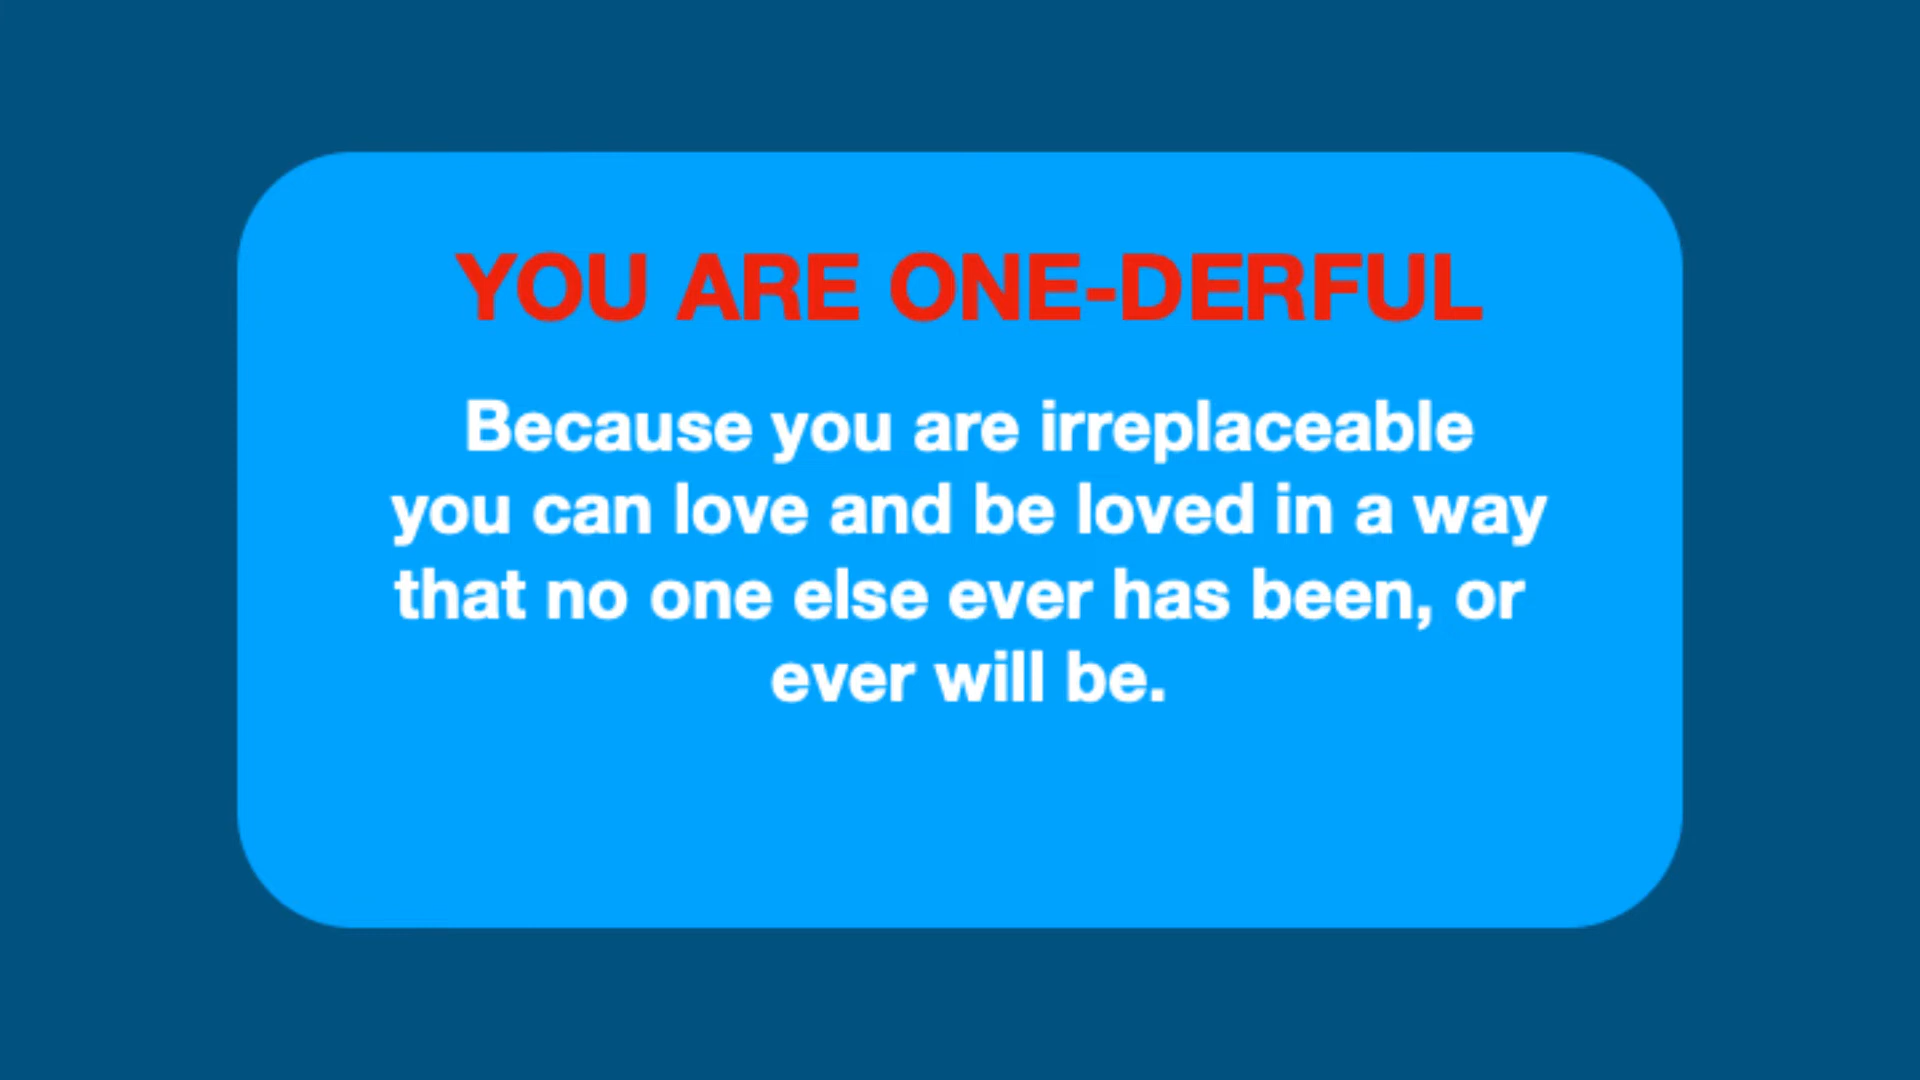 YOU ARE ONE-DERFUL
Because you are irreplaceable
you can love and be loved in a way
that no one else ever has been, or
ever will be.